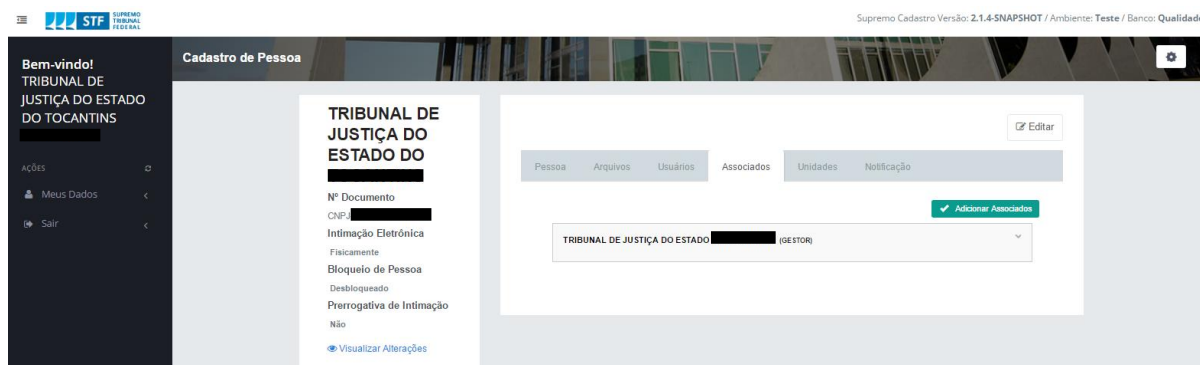 STF SUPREMO
TRIBUNAL
FEDERAL
Supremo Cadastro Versão: 2.1.4-SNAPSHOT / Ambiente: Teste / Banco: Qualidade
Bem-vindo!
TRIBUNAL DE
JUSTIÇA DO ESTADO
DO TOCANTINS
AÇÕES
Meus Dados
Sair
Cadastro de Pessoa
TRIBUNAL DE
JUSTIÇA DO
ESTADO DO
Nº Documento
CNPJ
Intimação Eletrônica
Fisicamente
Bloqueio de Pessoa
Desbloqueado
Prerrogativa de Intimação
Não
Visualizar Alterações
Editar
Pessoa Arquivos Usuários Associados Unidades Notificação
Adicionar Associados
TRIBUNAL DE JUSTIÇA DO ESTADO (GESTOR)